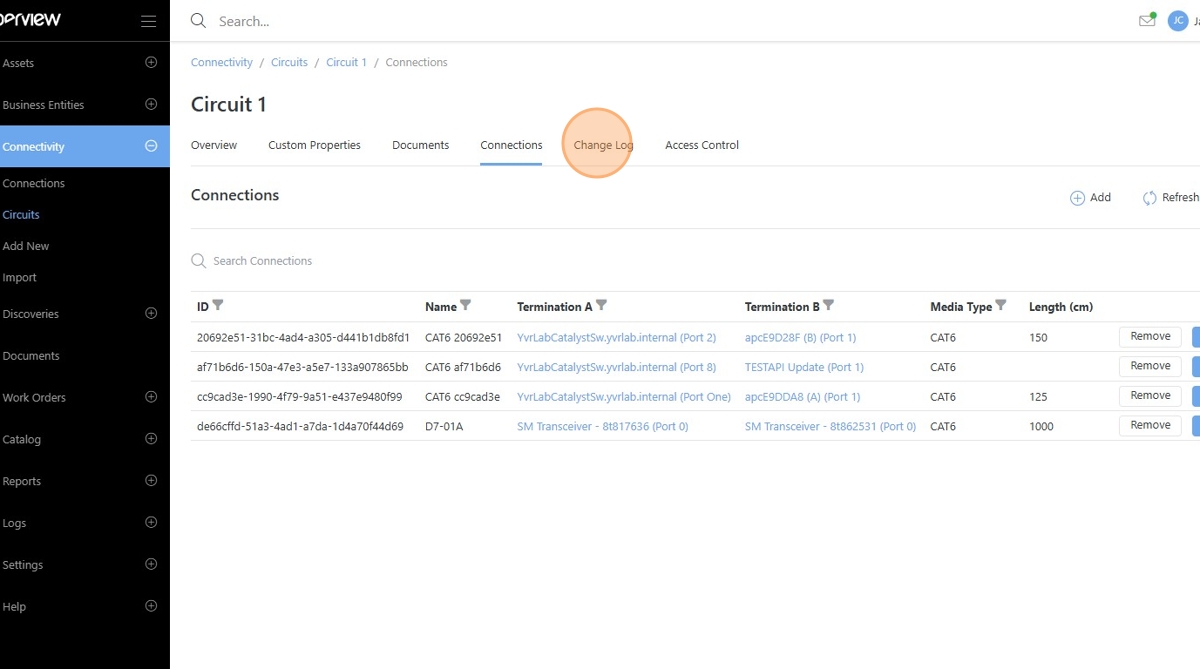 perview
Search...
JC
Assets
Business Entities
Connectivity
Connections
Circuits
Add New
Import
Discoveries
Documents
Work Orders
Catalog
Reports
Logs
Settings
Help
Connectivity / Circuits / Circuit 1 / Connections
Circuit 1
Overview Custom Properties Documents Connections Change Log Access Control
Connections
Add Refresh
Search Connections
ID Name Termination A Termination B Media Type Length (cm)
20692e51-31bc-4ad4-a305-d441b1db8fd1 CAT6 20692e51 YvrLabCatalystSw.yvrlab.internal (Port 2) apcE9D28F (B) (Port 1) CAT6 150 Remove
af71b6d6-150a-47e3-a5e7-133a907865bb CAT6 af71b6d6 YvrLabCatalystSw.yvrlab.internal (Port 8) TESTAPI Update (Port 1) CAT6 Remove
cc9cad3e-1990-4f79-9a51-e437e9480f99 CAT6 cc9cad3e YvrLabCatalystSw.yvrlab.internal (Port One) apcE9DDA8 (A) (Port 1) CAT6 125 Remove
de66cffd-51a3-4ad1-a7da-1d4a70f44d69 D7-01A SM Transceiver - 8t817636 (Port 0) SM Transceiver - 8t862531 (Port 0) CAT6 1000 Remove